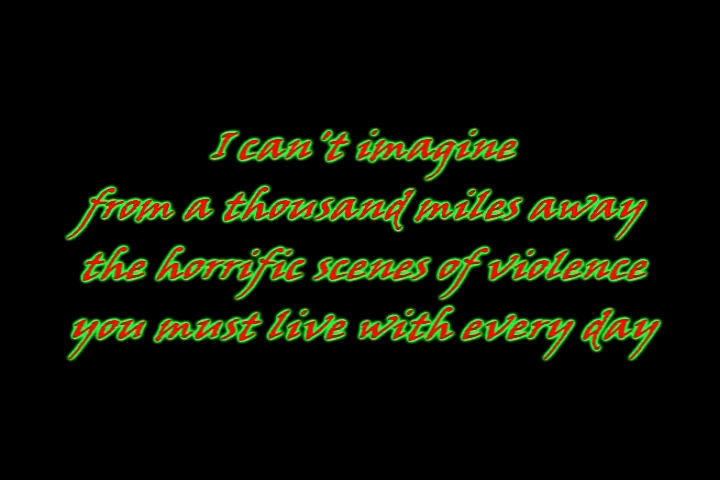 I can't imagine
from a thousand miles away
the horrific scenes of violence
you must live with every day